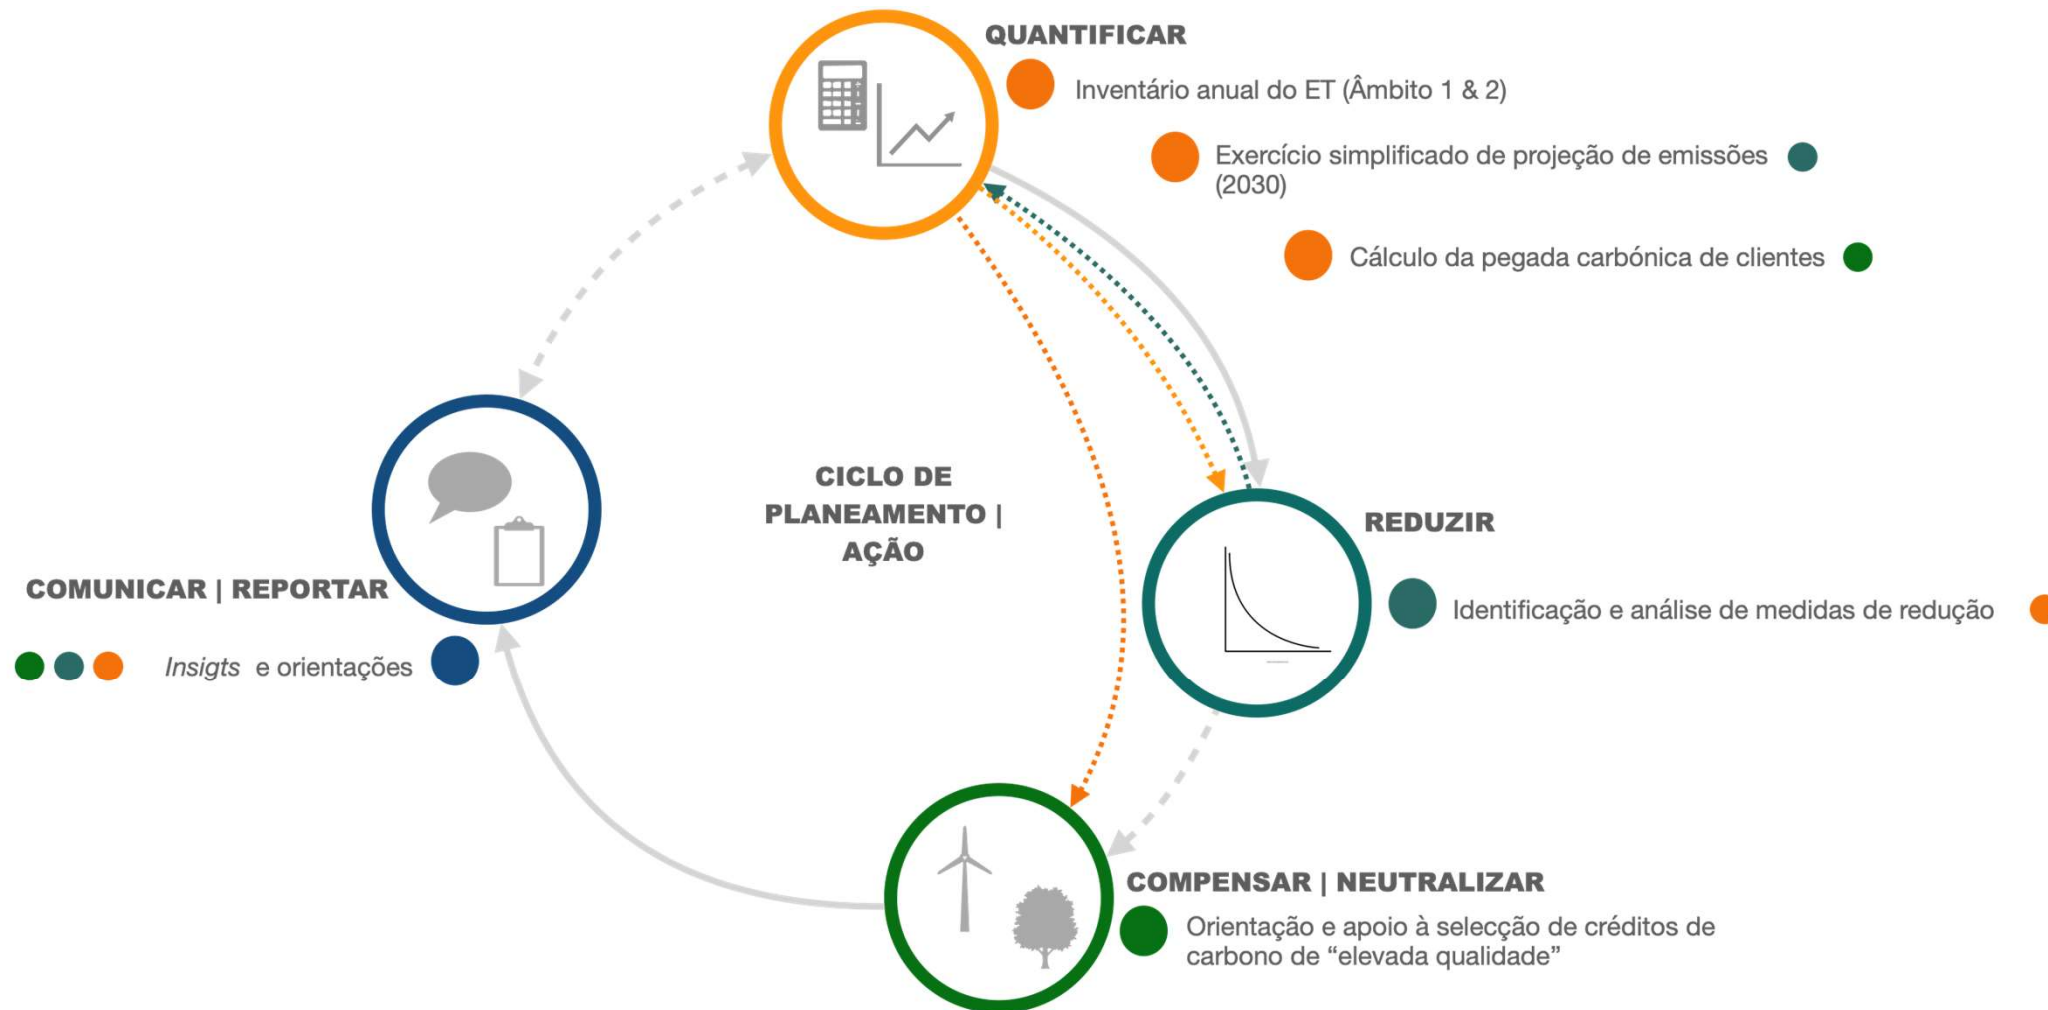 QUANTIFICAR
Inventário anual do ET (Âmbito 1 & 2)
Exercício simplificado de projeção de emissões
(2030)
Cálculo da pegada carbónica de clientes
CICLO DE
PLANEAMENTO |
AÇÃO
REDUZIR
Identificação e análise de medidas de redução
COMUNICAR | REPORTAR
Insigts e orientações
COMPENSAR | NEUTRALIZAR
Orientação e apoio à selecção de créditos de
carbono de “elevada qualidade”